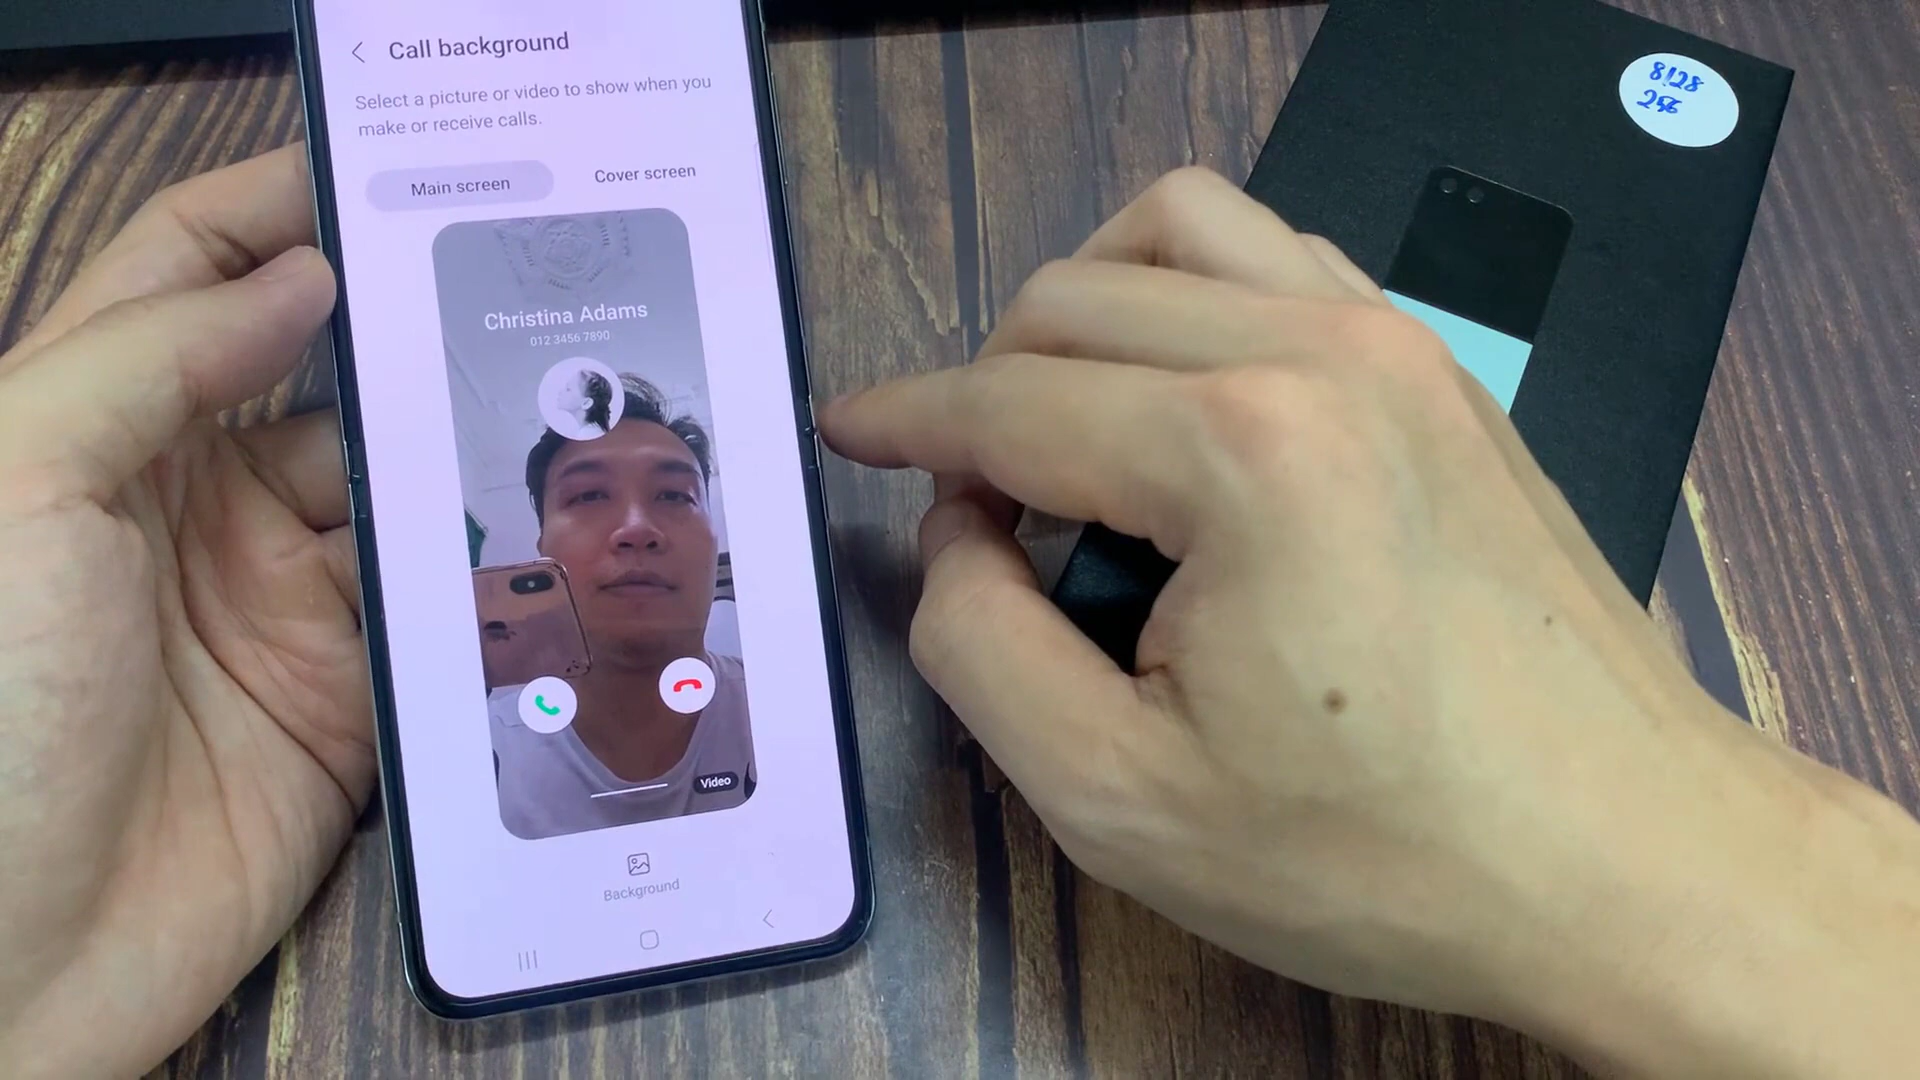 Call background
Select a picture or video to show when you
make or receive calls.
Main screen
Cover screen
Christina Adams
012 3456 7890
Video
Background
8128
256